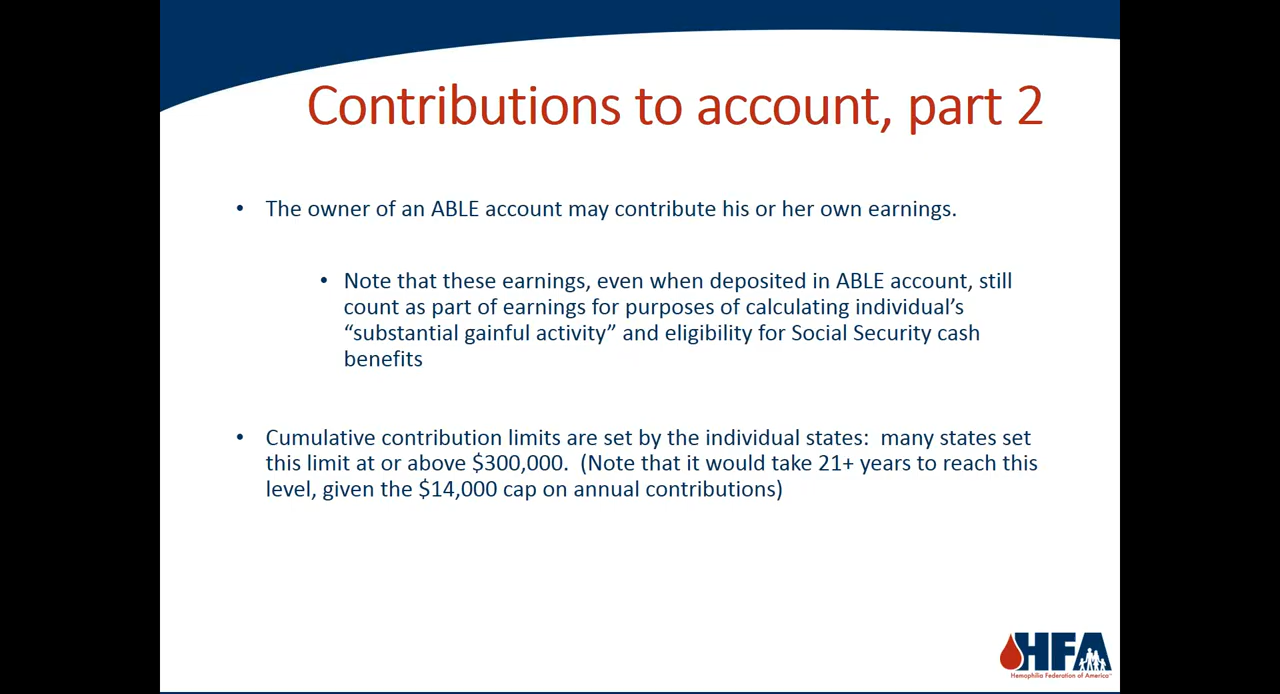 Contributions to account, part 2
• The owner of an ABLE account may contribute his or her own earnings.
• Note that these earnings, even when deposited in ABLE account, still
count as part of earnings for purposes of calculating individual’s
“substantial gainful activity” and eligibility for Social Security cash
benefits
• Cumulative contribution limits are set by the individual states:  many states set
this limit at or above $300,000.  (Note that it would take 21+ years to reach this
level, given the $14,000 cap on annual contributions)
HFA
Hemophilia Federation of America